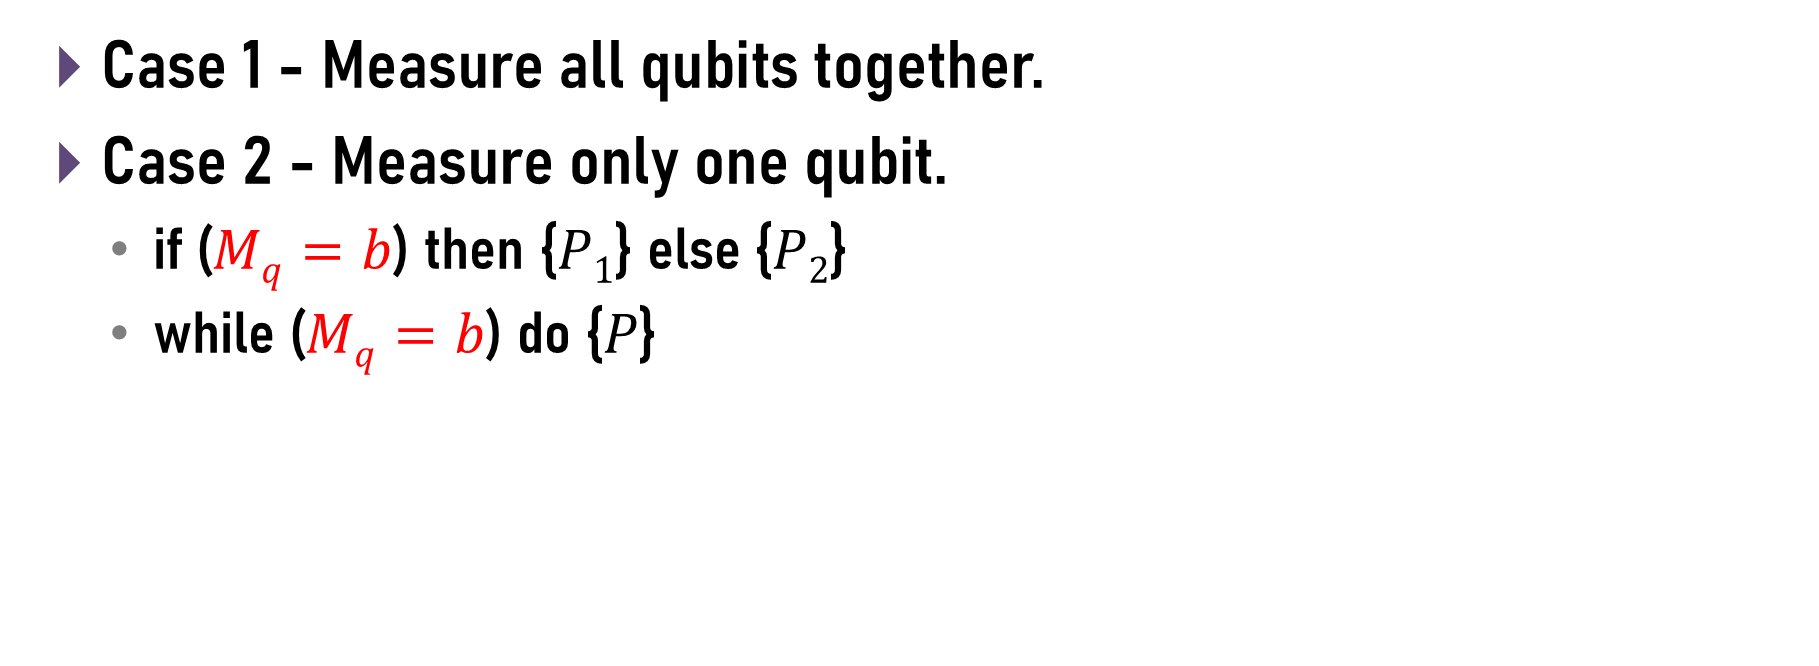 Case 1 - Measure all qubits together.
Case 2 - Measure only one qubit.
if (M_q = b) then {P_1} else {P_2}
while (M_q = b) do {P}